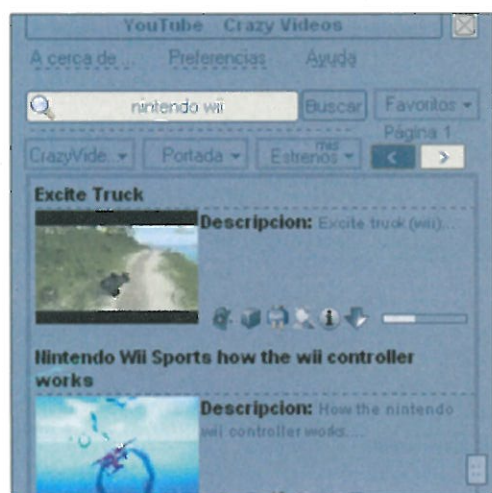 YouTube Crazy Videos
A cerca de ... Preferencias Ayuda
nintendo wii Buscar Favoritos
Página 1
CrazyVide.. Portada mis Estrenos
Excite Truck
Descripcion: Excite truck (wii)....
Nintendo Wii Sports how the wii controller
works
Descripcion: How the nintendo
wii controller works....